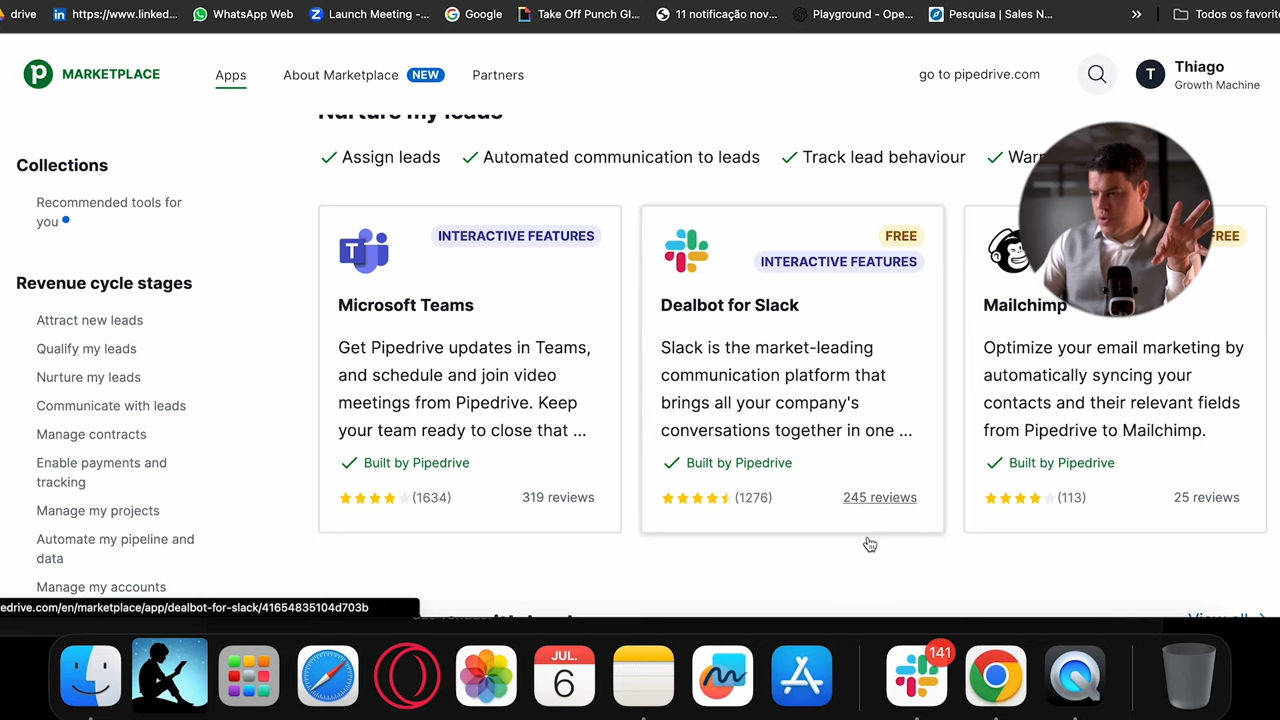 drive
https://www.linked...
WhatsApp Web
Launch Meeting -...
Google
Take Off Punch Gl...
11 notificação nov...
Playground - Ope...
Pesquisa | Sales N...
Todos os favorit
MARKETPLACE
Apps
About Marketplace NEW
Partners
go to pipedrive.com
T
Thiago
Growth Machine
Nurture my leads
Assign leads
Automated communication to leads
Track lead behaviour
Collections
Recommended tools for
you
Revenue cycle stages
Attract new leads
Qualify my leads
Nurture my leads
Communicate with leads
Manage contracts
Enable payments and
tracking
Manage my projects
Automate my pipeline and
data
Manage my accounts
INTERACTIVE FEATURES
Microsoft Teams
Get Pipedrive updates in Teams,
and schedule and join video
meetings from Pipedrive. Keep
your team ready to close that ...
Built by Pipedrive
(1634)
319 reviews
FREE
INTERACTIVE FEATURES
Dealbot for Slack
Slack is the market-leading
communication platform that
brings all your company's
conversations together in one ...
Built by Pipedrive
(1276)
245 reviews
FREE
Mailchimp
Optimize your email marketing by
automatically syncing your
contacts and their relevant fields
from Pipedrive to Mailchimp.
Built by Pipedrive
(113)
25 reviews
edrive.com/en/marketplace/app/dealbot-for-slack/41654835104d703b
View all
JUL.
6
141